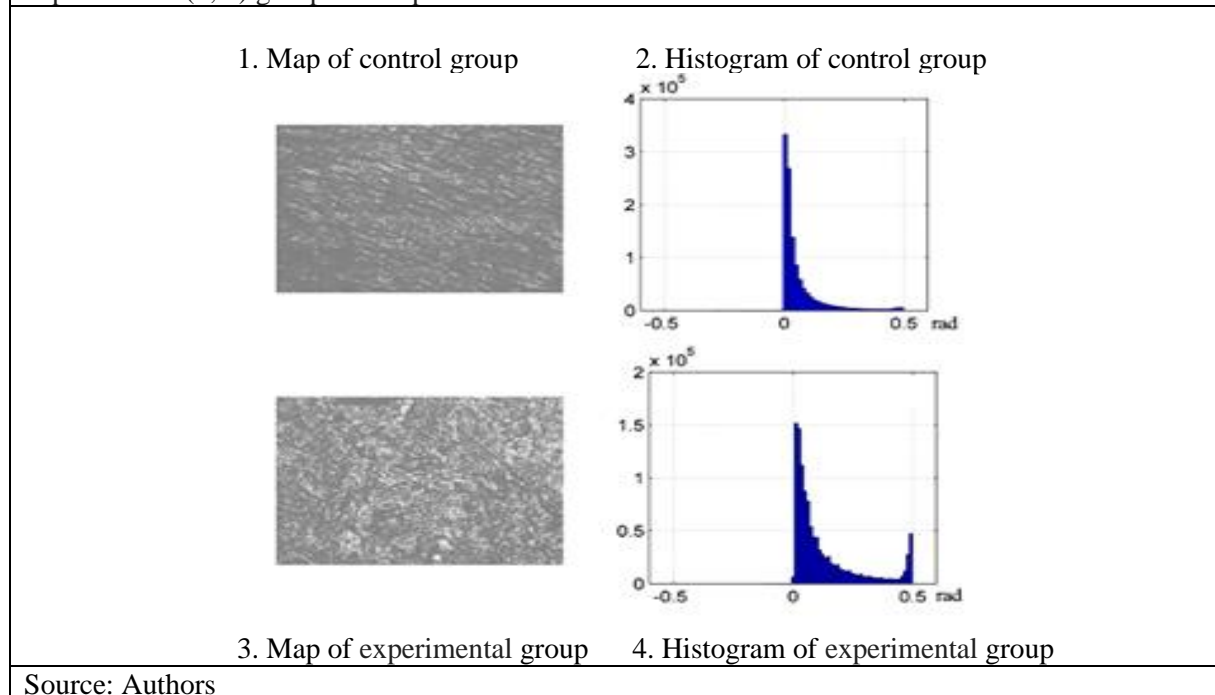 1. Map of control group 2. Histogram of control group
x 10^5
4
3
2
1
0
-0.5 0 0.5 rad
x 10^5
2
1.5
1
0.5
0
-0.5 0 0.5 rad
3. Map of experimental group 4. Histogram of experimental group
Source: Authors